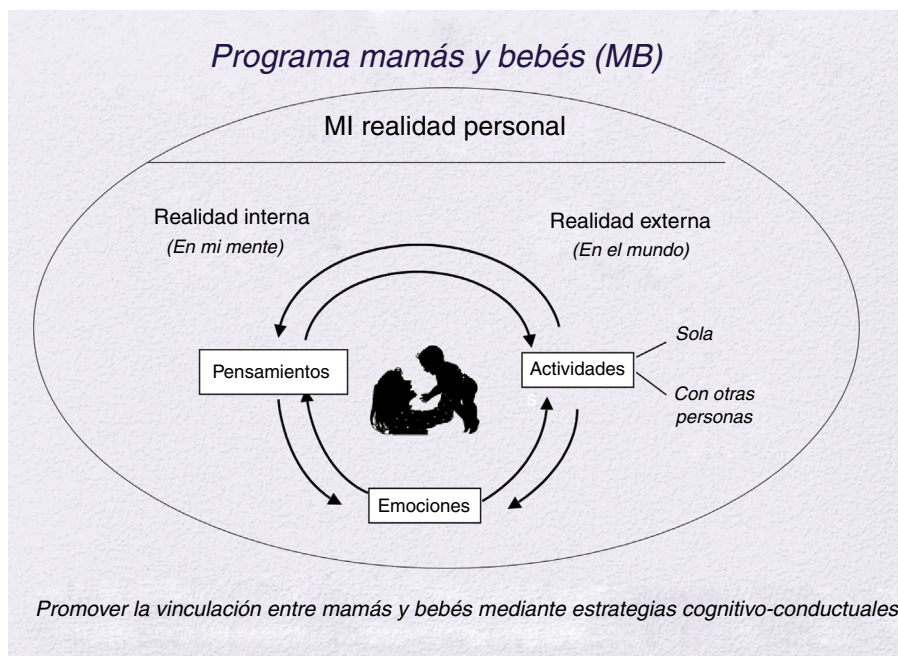 Programa mamás y bebés (MB)
MI realidad personal
Realidad interna
(En mi mente)
Realidad externa
(En el mundo)
Pensamientos
Actividades
s
Sola
Con otras
personas
Emociones
Promover la vinculación entre mamás y bebés mediante estrategias cognitivo-conductuales